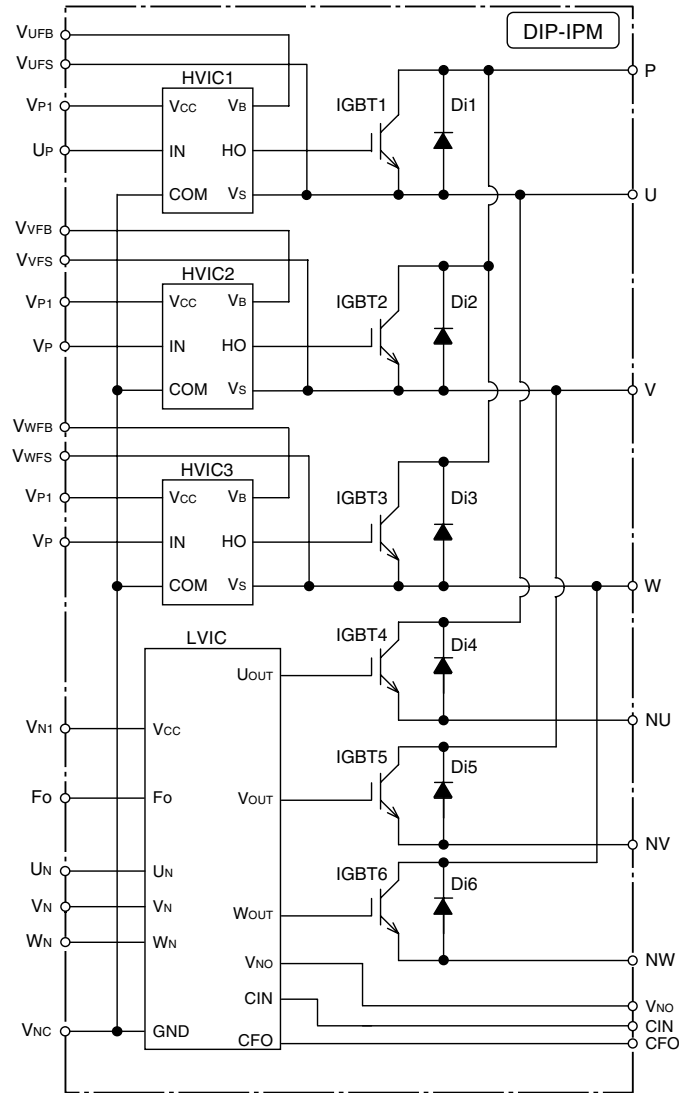 DIP-IPM
VUFB
VUFS
HVIC1
VP1
VCC
VB
IGBT1
Di1
P
UP
IN
HO
COM
VS
U
VVFB
VVFS
HVIC2
VP1
VCC
VB
IGBT2
Di2
VP
IN
HO
COM
VS
V
VWFB
VWFS
HVIC3
VP1
VCC
VB
IGBT3
Di3
VP
IN
HO
COM
VS
W
LVIC
IGBT4
Di4
UOUT
NU
VN1
VCC
IGBT5
Di5
Fo
Fo
VOUT
NV
UN
UN
IGBT6
Di6
VN
VN
WOUT
WN
WN
NW
VNO
VNO
CIN
CIN
VNC
GND
CFO
CFO